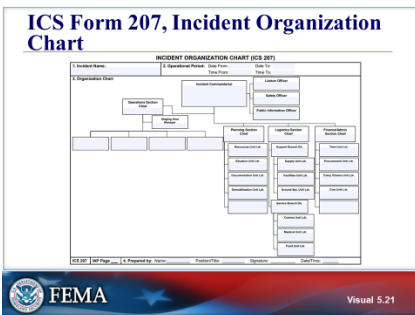 ICS Form 207, Incident Organization
Chart
INCIDENT ORGANIZATION CHART (ICS 207)
1. Incident Name:
2. Operational Period: Date From: Date To:
Time From: Time To:
3. Organization Chart
Incident Commander(s)
Liaison Officer
Safety Officer
Public Information Officer
Operations Section
Chief
Staging Area
Manager
Planning Section
Chief
Logistics Section
Chief
Finance/Admin
Section Chief
Resources Unit Ldr.
Support Branch Dir.
Time Unit Ldr.
Situation Unit Ldr.
Supply Unit Ldr.
Procurement Unit Ldr.
Documentation Unit Ldr.
Facilities Unit Ldr.
Comp./Claims Unit Ldr.
Demobilization Unit Ldr.
Ground Spt. Unit Ldr.
Cost Unit Ldr.
Service Branch Dir.
Comms Unit Ldr.
Medical Unit Ldr.
Food Unit Ldr.
ICS 207 IAP Page ___ 4. Prepared by: Name: Position/Title: Signature: Date/Time:
FEMA
Visual 5.21